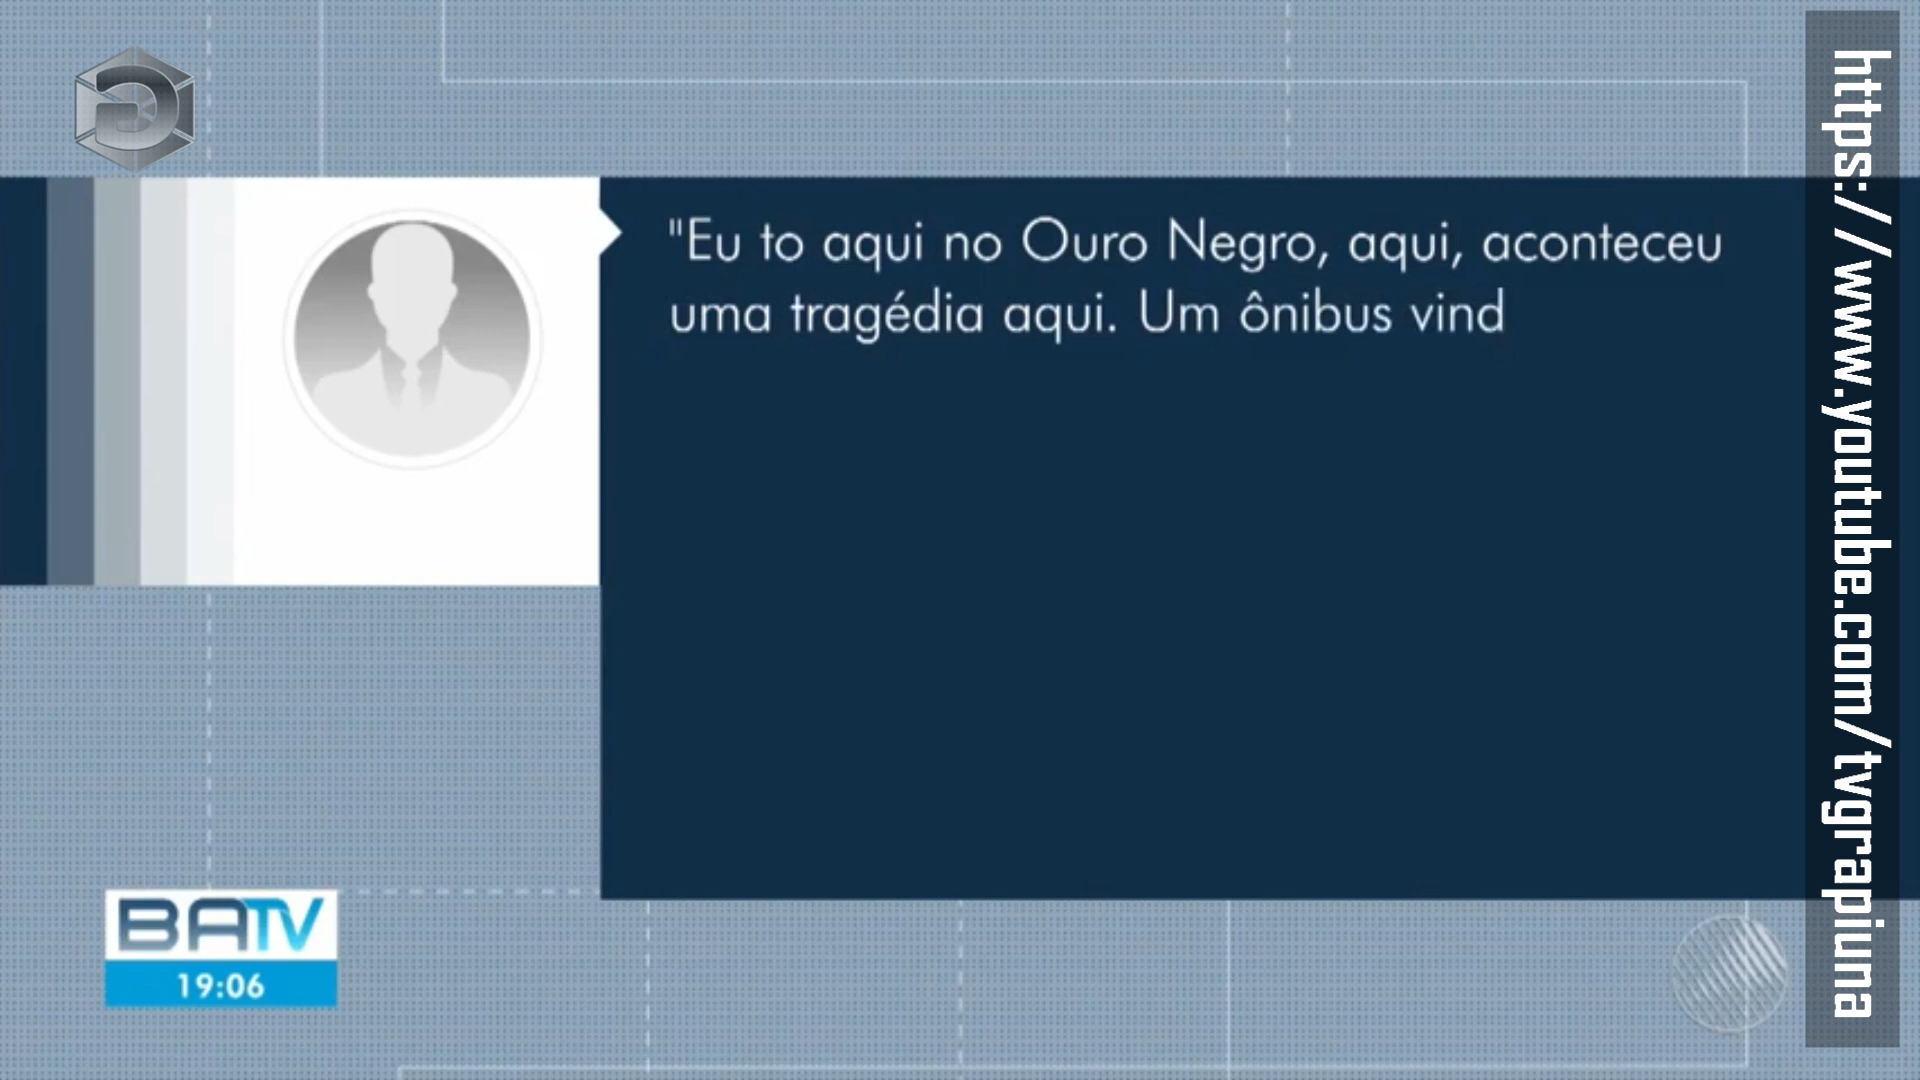 "Eu to aqui no Ouro Negro, aqui, aconteceu
uma tragédia aqui. Um ônibus vind
BATV
19:06
https://www.youtube.com/tvgrapiuna